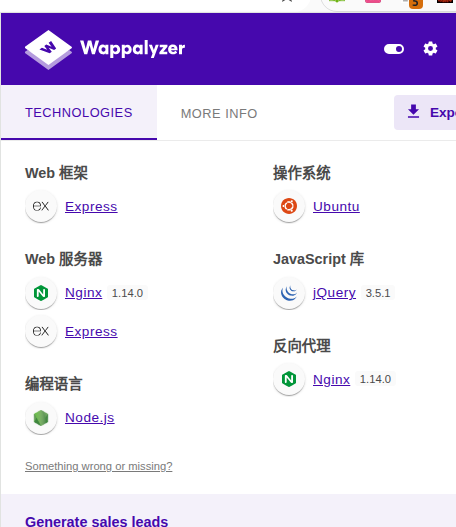 5
Wappalyzer
TECHNOLOGIES
MORE INFO
Expo
Web 框架
Express
Web 服务器
Nginx 1.14.0
Express
编程语言
Node.js
操作系统
Ubuntu
JavaScript 库
jQuery 3.5.1
反向代理
Nginx 1.14.0
Something wrong or missing?
Generate sales leads